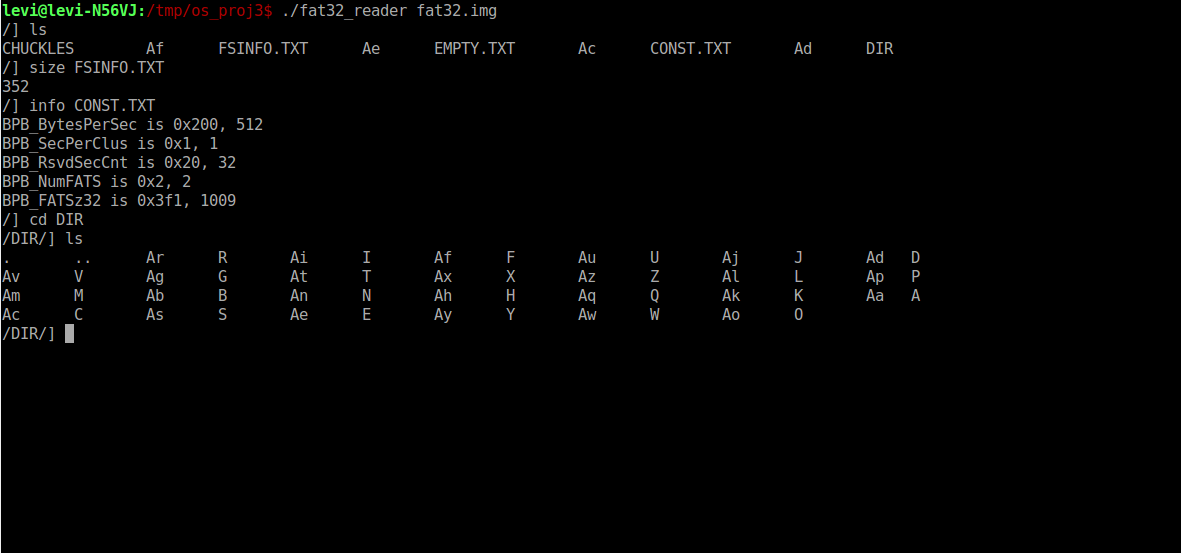 levi@levi-N56VJ:/tmp/os_proj3$ ./fat32_reader fat32.img
/] ls
CHUCKLES        Af      FSINFO.TXT      Ae      EMPTY.TXT       Ac      CONST.TXT       Ad      DIR
/] size FSINFO.TXT
352
/] info CONST.TXT
BPB_BytesPerSec is 0x200, 512
BPB_SecPerClus is 0x1, 1
BPB_RsvdSecCnt is 0x20, 32
BPB_NumFATS is 0x2, 2
BPB_FATSz32 is 0x3f1, 1009
/] cd DIR
/DIR/] ls
.       ..      Ar      R       Ai      I       Af      F       Au      U       Aj      J       Ad   D
Av      V       Ag      G       At      T       Ax      X       Az      Z       Al      L       Ap   P
Am      M       Ab      B       An      N       Ah      H       Aq      Q       Ak      K       Aa   A
Ac      C       As      S       Ae      E       Ay      Y       Aw      W       Ao      O
/DIR/]